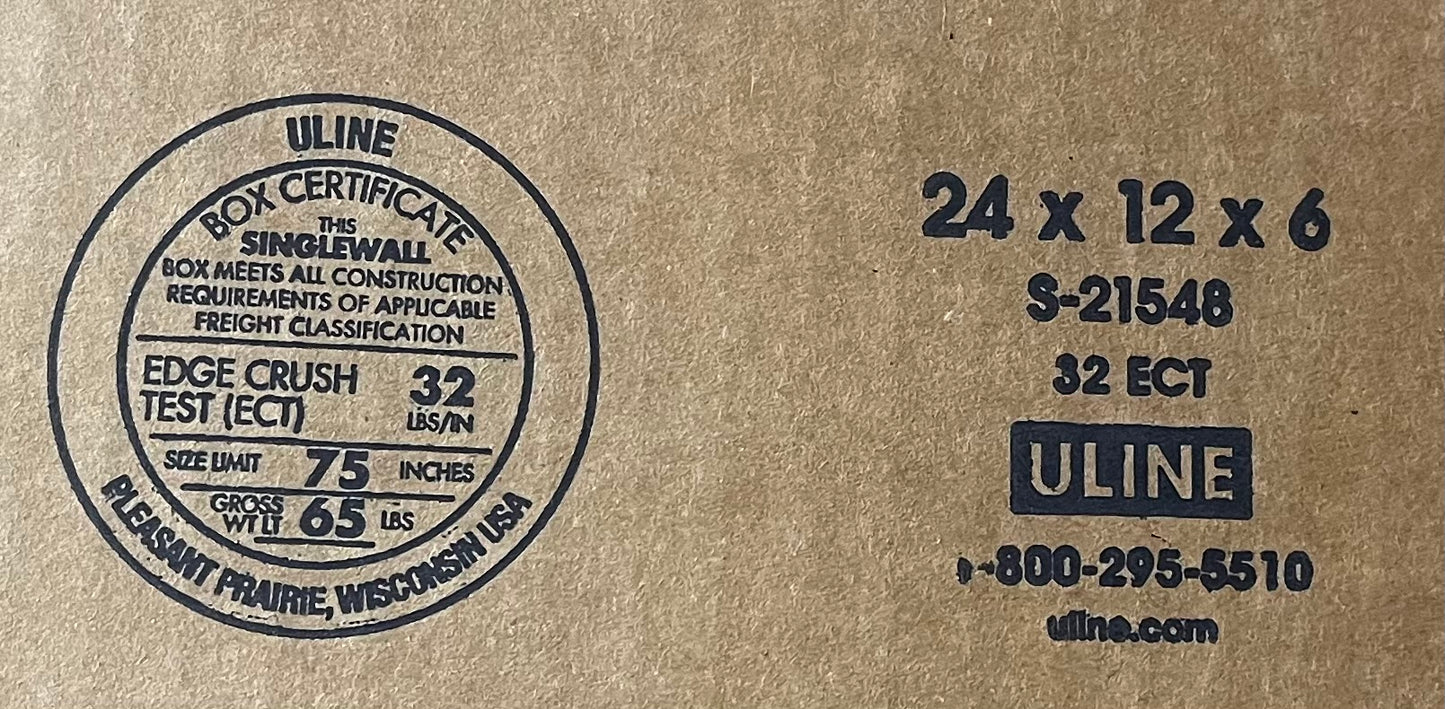 ULINE
BOX CERTIFICATE
THIS
SINGLEWALL
BOX MEETS ALL CONSTRUCTION
REQUIREMENTS OF APPLICABLE
FREIGHT CLASSIFICATION
EDGE CRUSH
TEST (ECT)
32
LBS/IN
SIZE LIMIT 75 INCHES
GROSS
WT LT
65 LBS
PLEASANT PRAIRIE, WISCONSIN USA
24 x 12 x 6
S-21548
32 ECT
ULINE
1-800-295-5510
uline.com